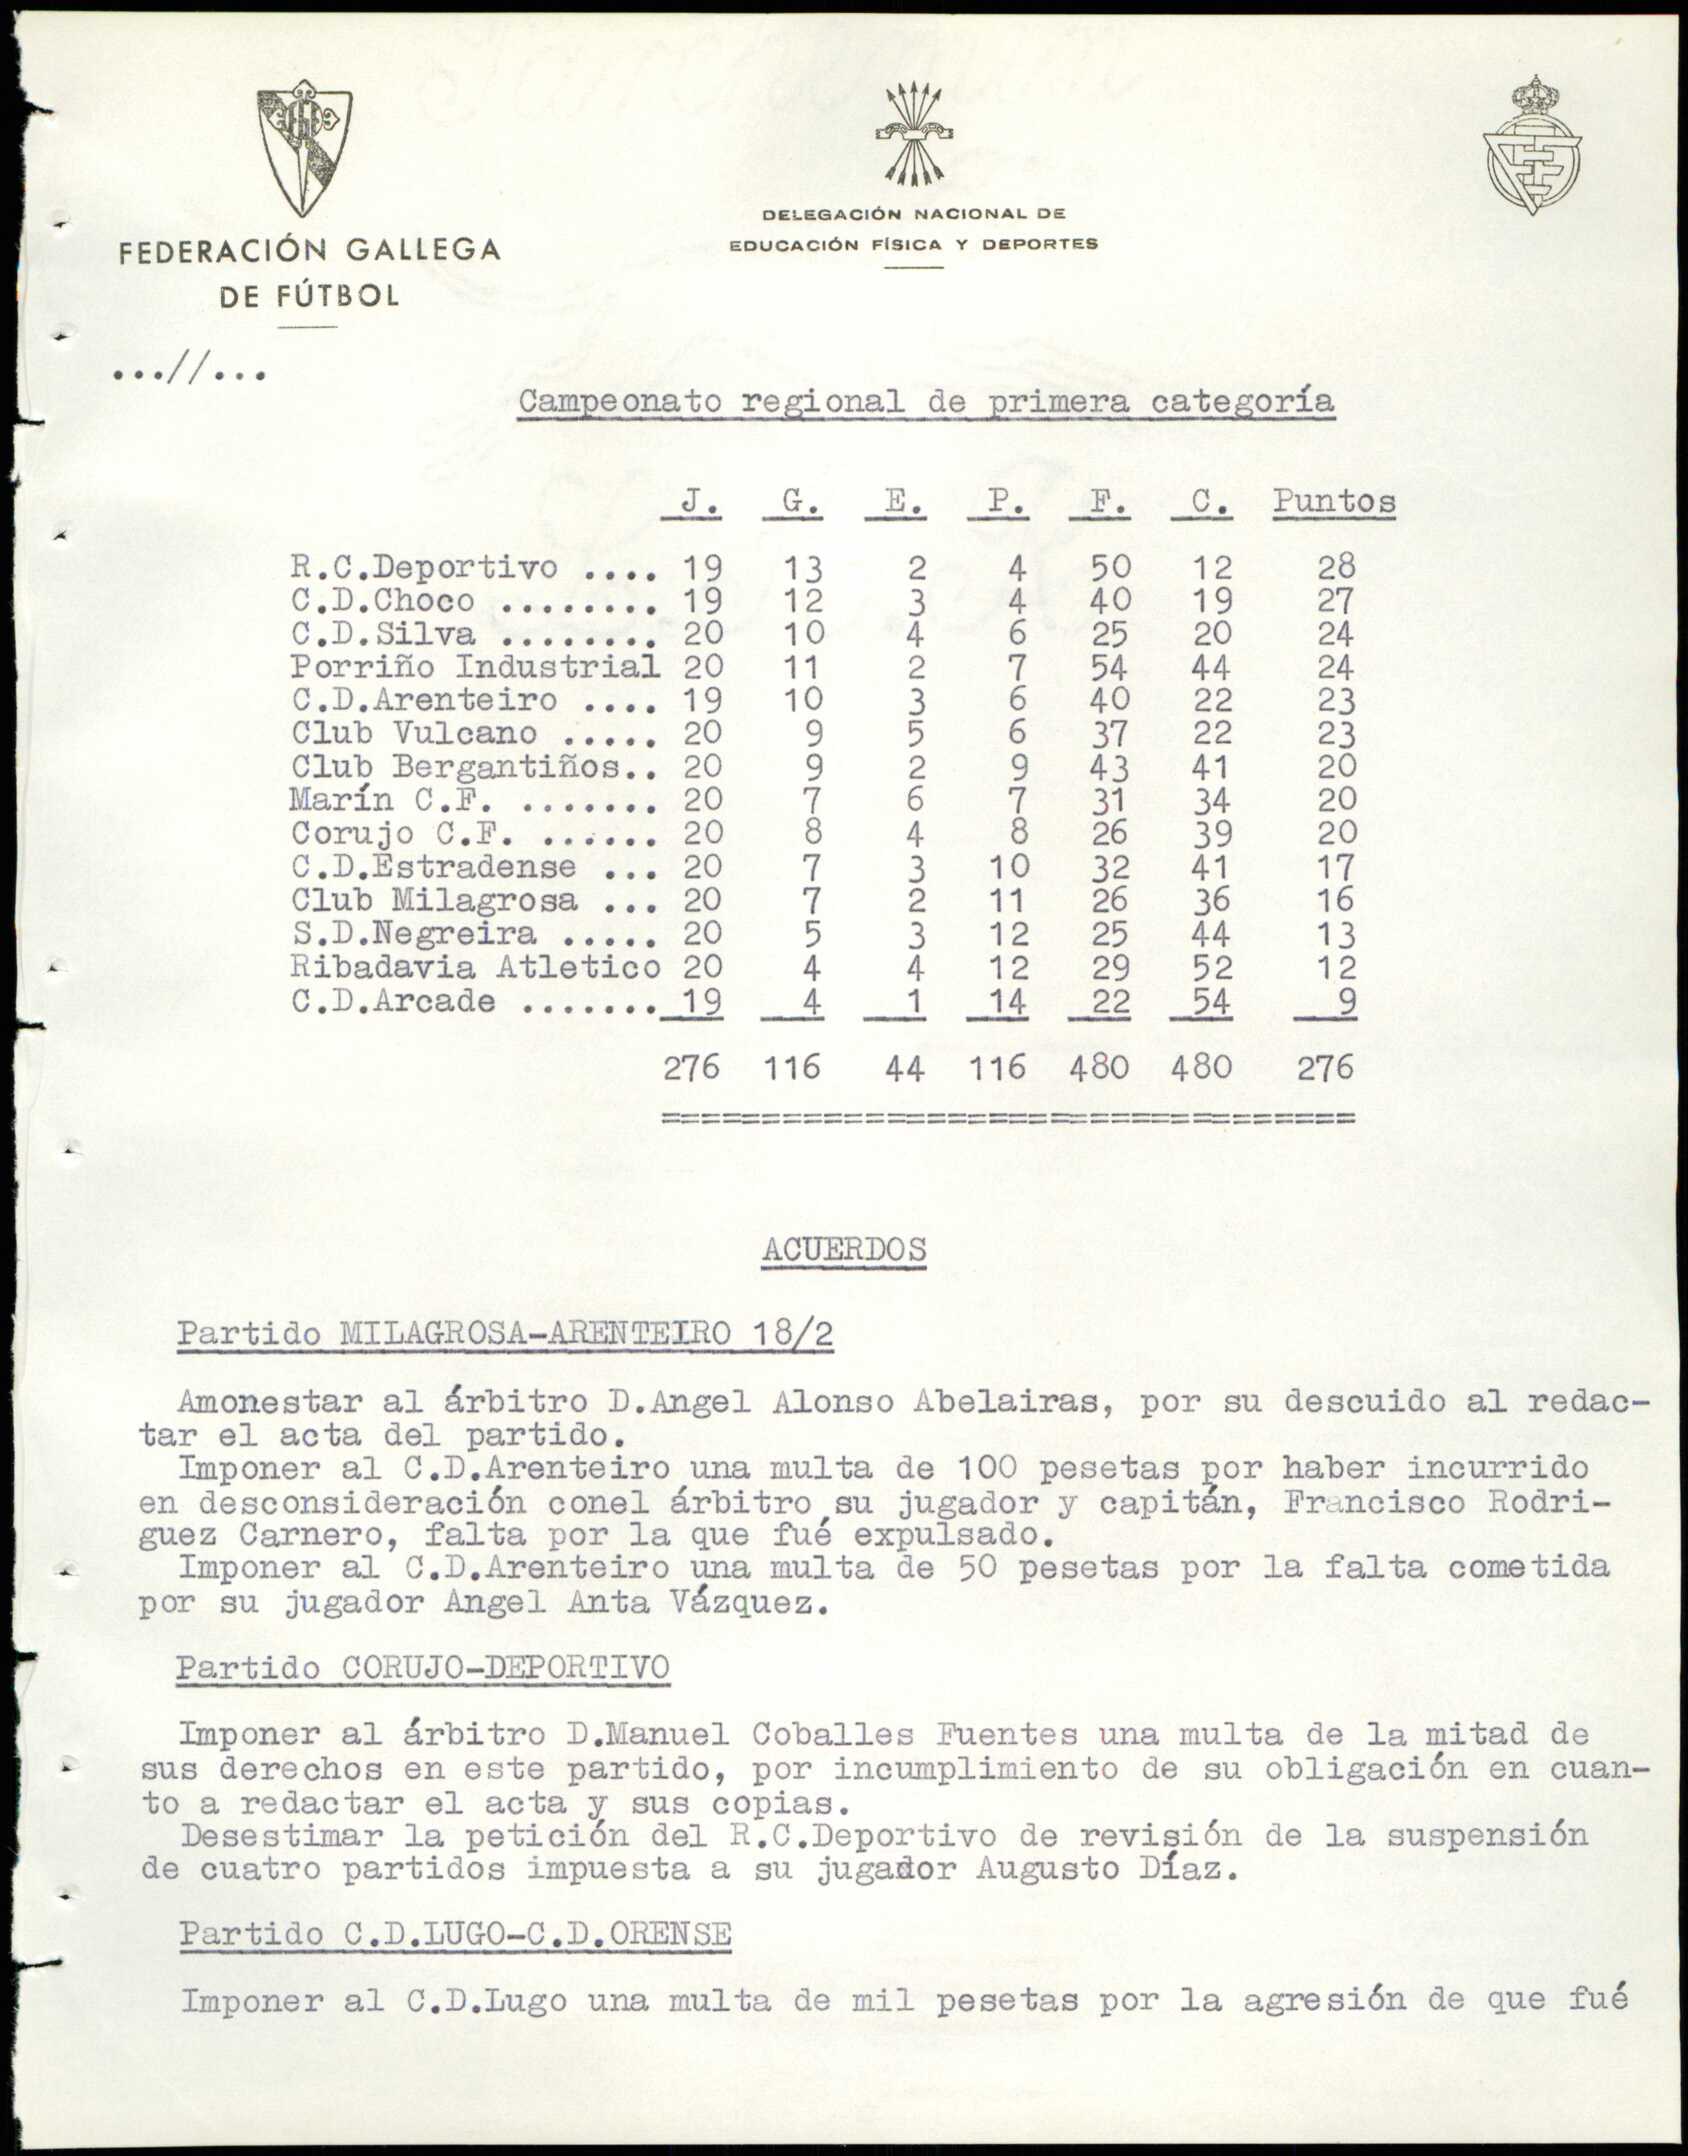 FEDERACIÓN GALLEGA
DE FÚTBOL
DELEGACIÓN NACIONAL DE
EDUCACIÓN FÍSICA Y DEPORTES
...//...
Campeonato regional de primera categoría
J. G. E. P. F. C. Puntos
R.C.Deportivo .... 19 13 2 4 50 12 28
C.D.Choco ........ 19 12 3 4 40 19 27
C.D.Silva ........ 20 10 4 6 25 20 24
Porriño Industrial 20 11 2 7 54 44 24
C.D.Arenteiro .... 19 10 3 6 40 22 23
Club Vulcano ..... 20 9 5 6 37 22 23
Club Bergantiños.. 20 9 2 9 43 41 20
Marín C.F. ....... 20 7 6 7 31 34 20
Corujo C.F. ...... 20 8 4 8 26 39 20
C.D.Estradense ... 20 7 3 10 32 41 17
Club Milagrosa ... 20 7 2 11 26 36 16
S.D.Negreira ..... 20 5 3 12 25 44 13
Ribadavia Atletico 20 4 4 12 29 52 12
C.D.Arcade ....... 19 4 1 14 22 54 9
276 116 44 116 480 480 276
==================================
ACUERDOS
Partido MILAGROSA-ARENTEIRO 18/2
Amonestar al árbitro D.Angel Alonso Abelairas, por su descuido al redac-
tar el acta del partido.
Imponer al C.D.Arenteiro una multa de 100 pesetas por haber incurrido
en desconsideración conel árbitro su jugador y capitán, Francisco Rodri-
guez Carnero, falta por la que fué expulsado.
Imponer al C.D.Arenteiro una multa de 50 pesetas por la falta cometida
por su jugador Angel Anta Vázquez.
Partido CORUJO-DEPORTIVO
Imponer al árbitro D.Manuel Coballes Fuentes una multa de la mitad de
sus derechos en este partido, por incumplimiento de su obligación en cuan-
to a redactar el acta y sus copias.
Desestimar la petición del R.C.Deportivo de revisión de la suspensión
de cuatro partidos impuesta a su jugador Augusto Díaz.
Partido C.D.LUGO-C.D.ORENSE
Imponer al C.D.Lugo una multa de mil pesetas por la agresión de que fué